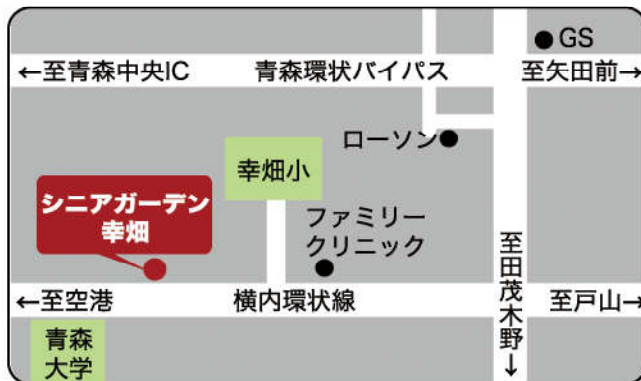 GS
←至青森中央IC
青森環状バイパス
至矢田前→
ローソン
幸畑小
シニアガーデン
幸畑
ファミリー
クリニック
至田茂木野↓
←至空港
横内環状線
至戸山→
青森
大学